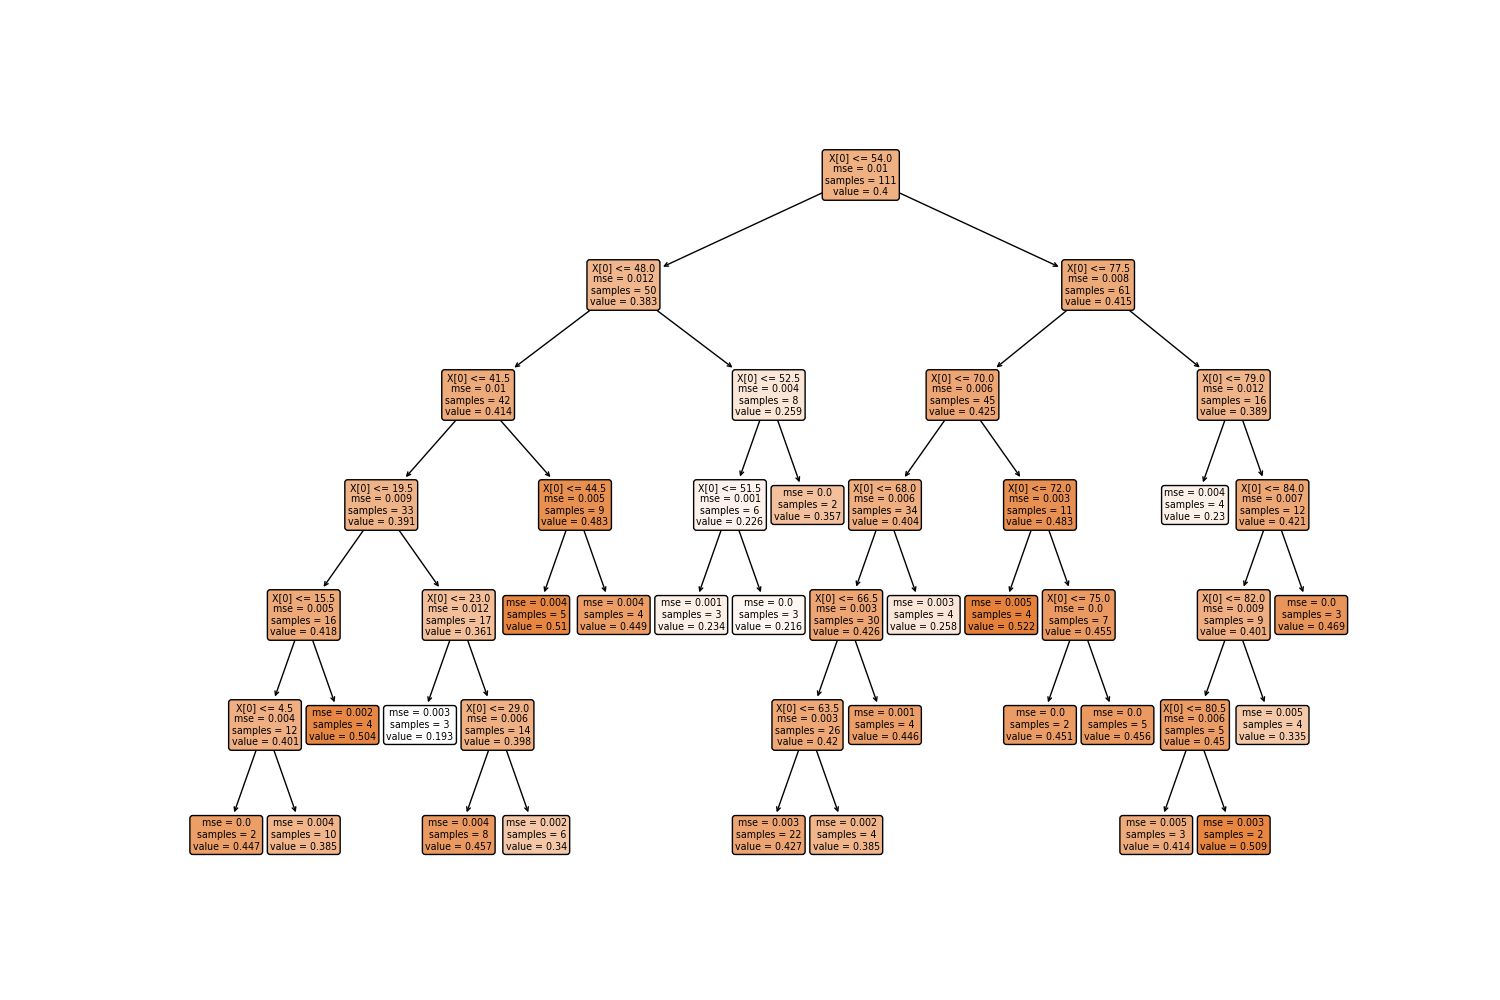 X[0] <= 54.0
mse = 0.01
samples = 111
value = 0.4
X[0] <= 48.0
mse = 0.012
samples = 50
value = 0.383
X[0] <= 77.5
mse = 0.008
samples = 61
value = 0.415
X[0] <= 41.5
mse = 0.01
samples = 42
value = 0.414
X[0] <= 52.5
mse = 0.004
samples = 8
value = 0.259
X[0] <= 70.0
mse = 0.006
samples = 45
value = 0.425
X[0] <= 79.0
mse = 0.012
samples = 16
value = 0.389
X[0] <= 19.5
mse = 0.009
samples = 33
value = 0.391
X[0] <= 44.5
mse = 0.005
samples = 9
value = 0.483
X[0] <= 51.5
mse = 0.001
samples = 6
value = 0.226
mse = 0.0
samples = 2
value = 0.357
X[0] <= 68.0
mse = 0.006
samples = 34
value = 0.404
X[0] <= 72.0
mse = 0.003
samples = 11
value = 0.483
mse = 0.004
samples = 4
value = 0.23
X[0] <= 84.0
mse = 0.007
samples = 12
value = 0.421
X[0] <= 15.5
mse = 0.005
samples = 16
value = 0.418
X[0] <= 23.0
mse = 0.012
samples = 17
value = 0.361
mse = 0.004
samples = 5
value = 0.51
mse = 0.004
samples = 4
value = 0.449
mse = 0.001
samples = 3
value = 0.234
mse = 0.0
samples = 3
value = 0.216
X[0] <= 66.5
mse = 0.003
samples = 30
value = 0.426
mse = 0.003
samples = 4
value = 0.258
mse = 0.005
samples = 4
value = 0.522
X[0] <= 75.0
mse = 0.0
samples = 7
value = 0.455
X[0] <= 82.0
mse = 0.009
samples = 9
value = 0.401
mse = 0.0
samples = 3
value = 0.469
X[0] <= 4.5
mse = 0.004
samples = 12
value = 0.401
mse = 0.002
samples = 4
value = 0.504
mse = 0.003
samples = 3
value = 0.193
X[0] <= 29.0
mse = 0.006
samples = 14
value = 0.398
X[0] <= 63.5
mse = 0.003
samples = 26
value = 0.42
mse = 0.001
samples = 4
value = 0.446
mse = 0.0
samples = 2
value = 0.451
mse = 0.0
samples = 5
value = 0.456
X[0] <= 80.5
mse = 0.006
samples = 5
value = 0.45
mse = 0.005
samples = 4
value = 0.335
mse = 0.0
samples = 2
value = 0.447
mse = 0.004
samples = 10
value = 0.385
mse = 0.004
samples = 8
value = 0.457
mse = 0.002
samples = 6
value = 0.34
mse = 0.003
samples = 22
value = 0.427
mse = 0.002
samples = 4
value = 0.385
mse = 0.005
samples = 3
value = 0.414
mse = 0.003
samples = 2
value = 0.509